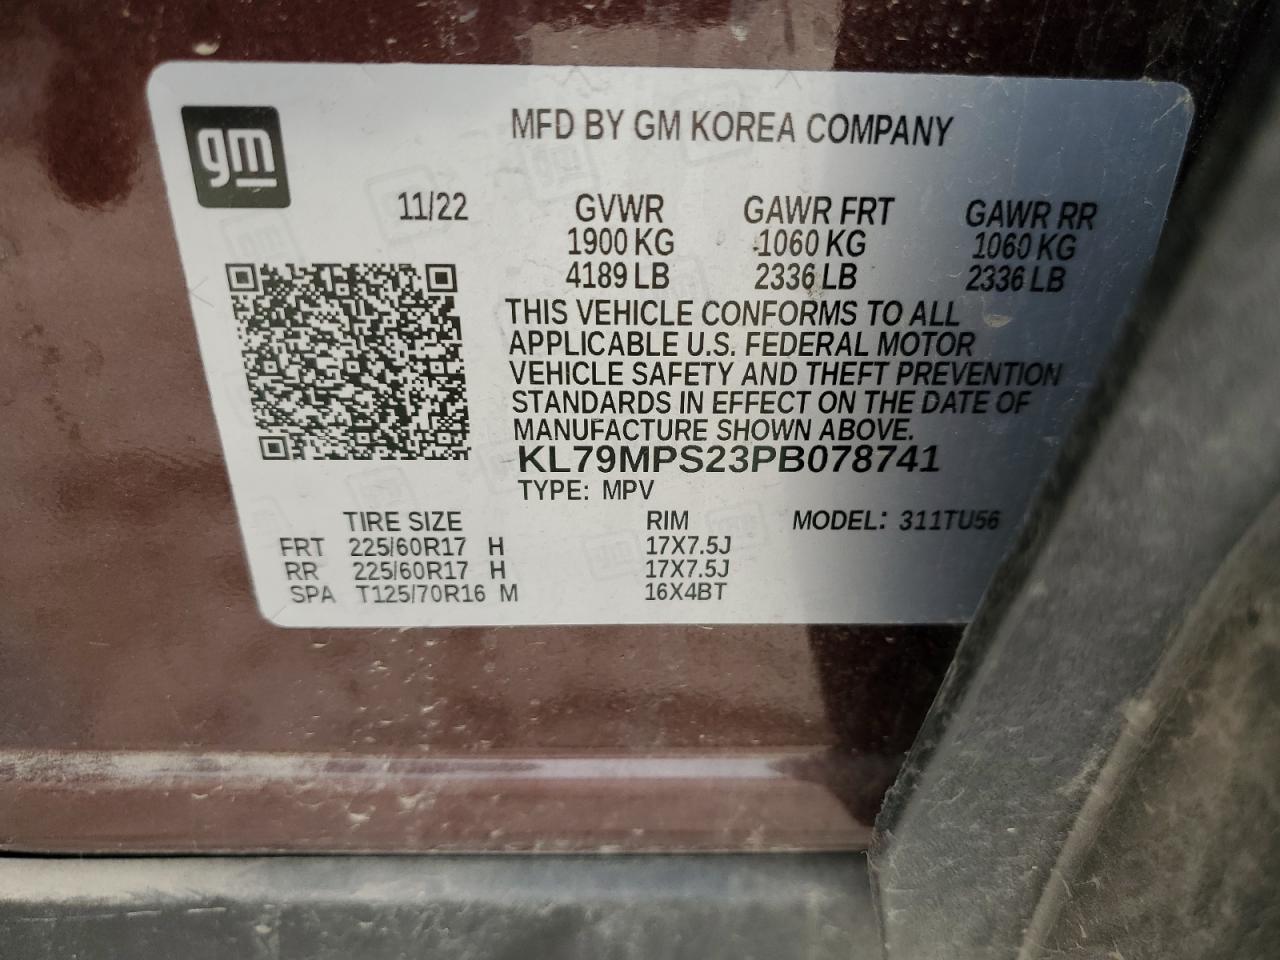 gm
MFD BY GM KOREA COMPANY
11/22 GVWR GAWR FRT GAWR RR
1900 KG 1060 KG 1060 KG
4189 LB 2336 LB 2336 LB
THIS VEHICLE CONFORMS TO ALL
APPLICABLE U.S. FEDERAL MOTOR
VEHICLE SAFETY AND THEFT PREVENTION
STANDARDS IN EFFECT ON THE DATE OF
MANUFACTURE SHOWN ABOVE.
KL79MPS23PB078741
TYPE: MPV
TIRE SIZE RIM MODEL: 311TU56
FRT 225/60R17 H 17X7.5J
RR 225/60R17 H 17X7.5J
SPA T125/70R16 M 16X4BT